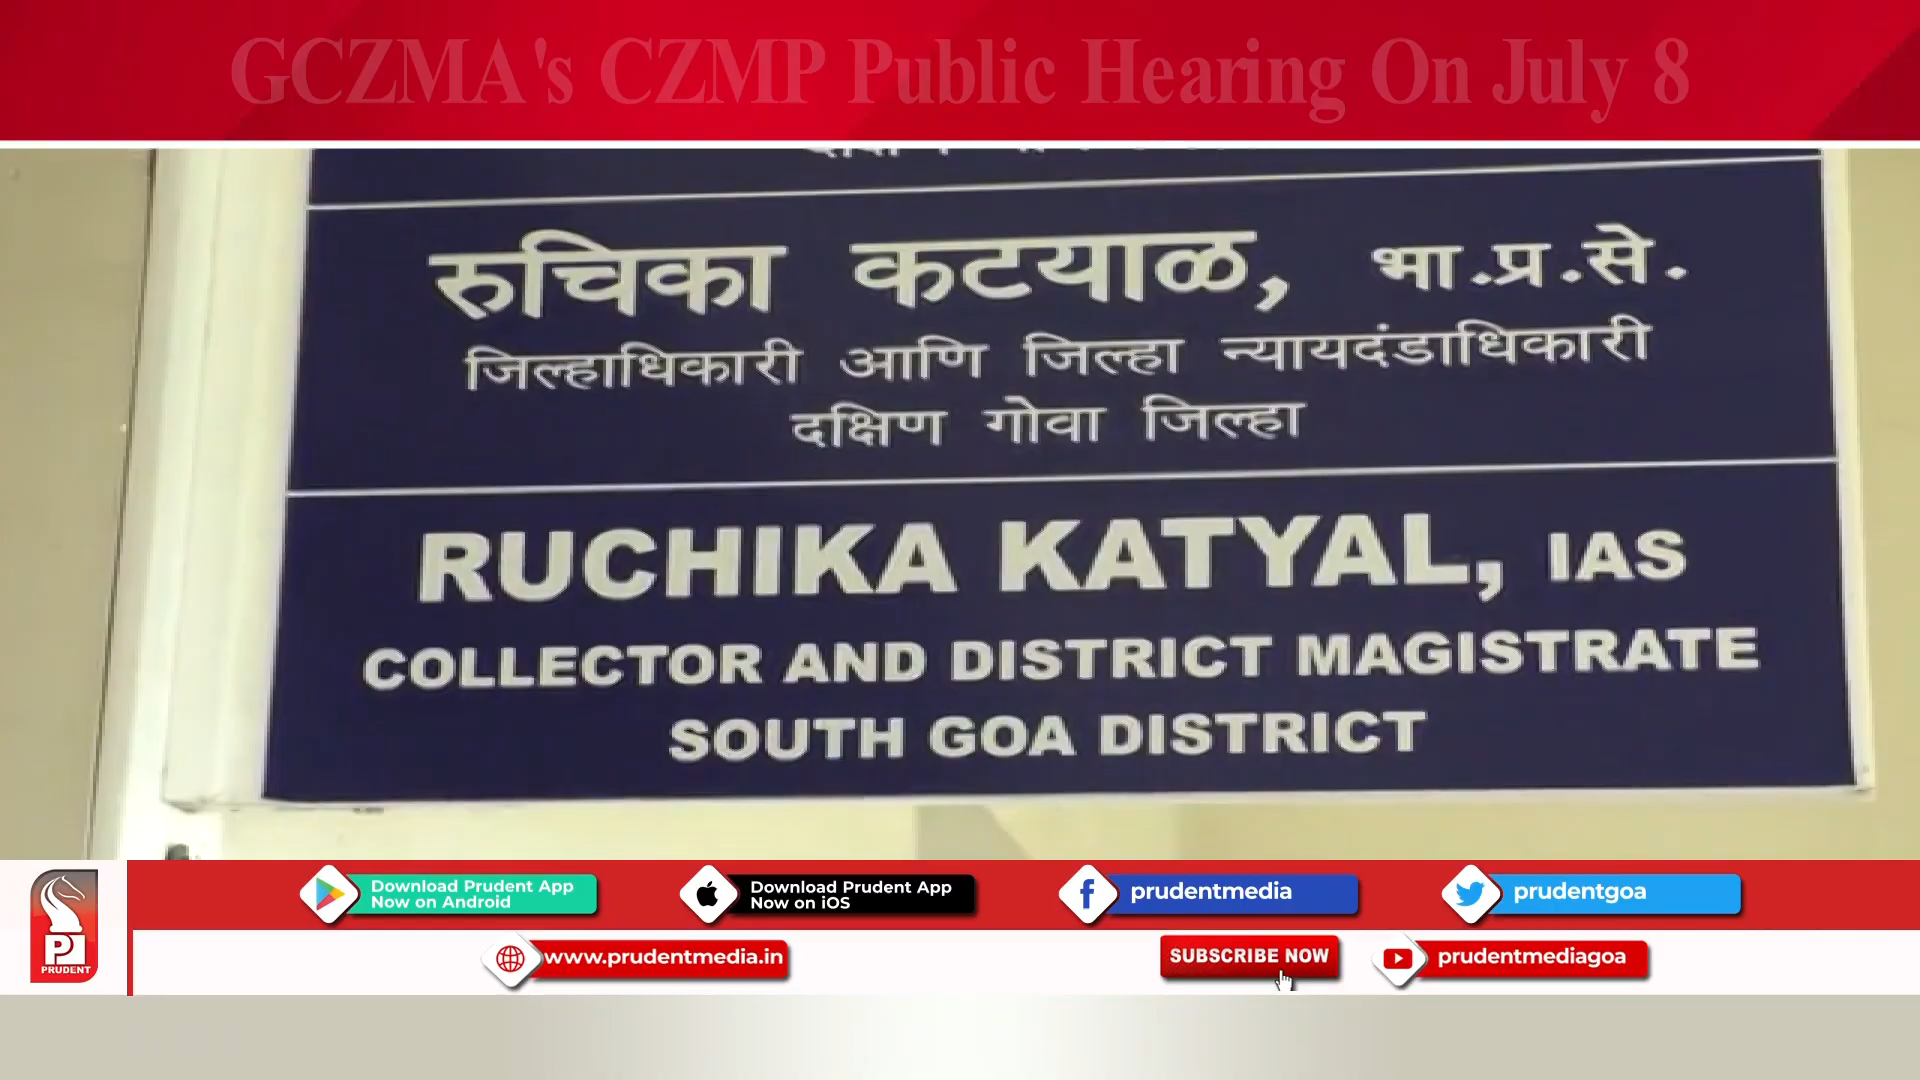 GCZMA's CZMP Public Hearing On July 8
रुचिका कटयाळ, भा.प्र.से.
जिल्हाधिकारी आणि जिल्हा न्यायदंडाधिकारी
दक्षिण गोवा जिल्हा
RUCHIKA KATYAL, IAS
COLLECTOR AND DISTRICT MAGISTRATE
SOUTH GOA DISTRICT
Download Prudent App
Now on Android
Download Prudent App
Now on iOS
prudentmedia
prudentgoa
PRUDENT
www.prudentmedia.in
SUBSCRIBE NOW
prudentmediagoa